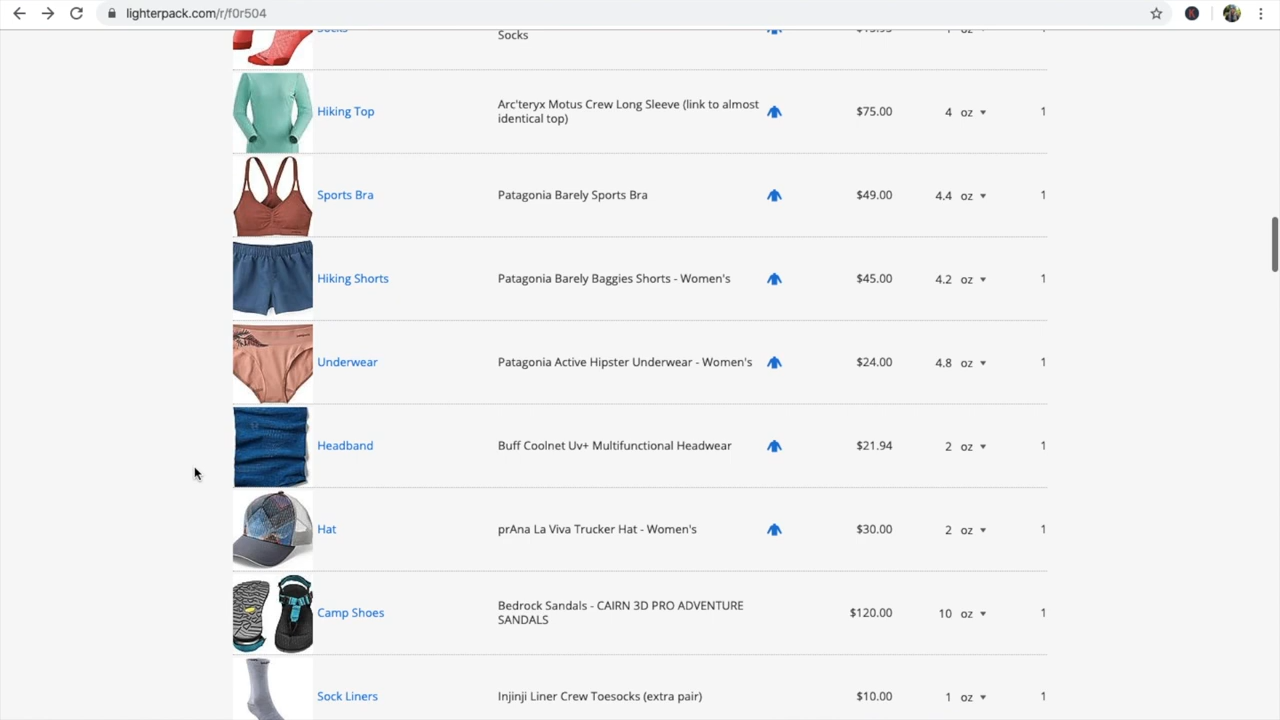 lighterpack.com/r/f0r504
Socks
Socks
1 oz
1
Hiking Top
Arc'teryx Motus Crew Long Sleeve (link to almost
identical top)
$75.00
4 oz
1
Sports Bra
Patagonia Barely Sports Bra
$49.00
4.4 oz
1
Hiking Shorts
Patagonia Barely Baggies Shorts - Women's
$45.00
4.2 oz
1
Underwear
Patagonia Active Hipster Underwear - Women's
$24.00
4.8 oz
1
Headband
Buff Coolnet Uv+ Multifunctional Headwear
$21.94
2 oz
1
Hat
prAna La Viva Trucker Hat - Women's
$30.00
2 oz
1
Camp Shoes
Bedrock Sandals - CAIRN 3D PRO ADVENTURE
SANDALS
$120.00
10 oz
1
Sock Liners
Injinji Liner Crew Toesocks (extra pair)
$10.00
1 oz
1